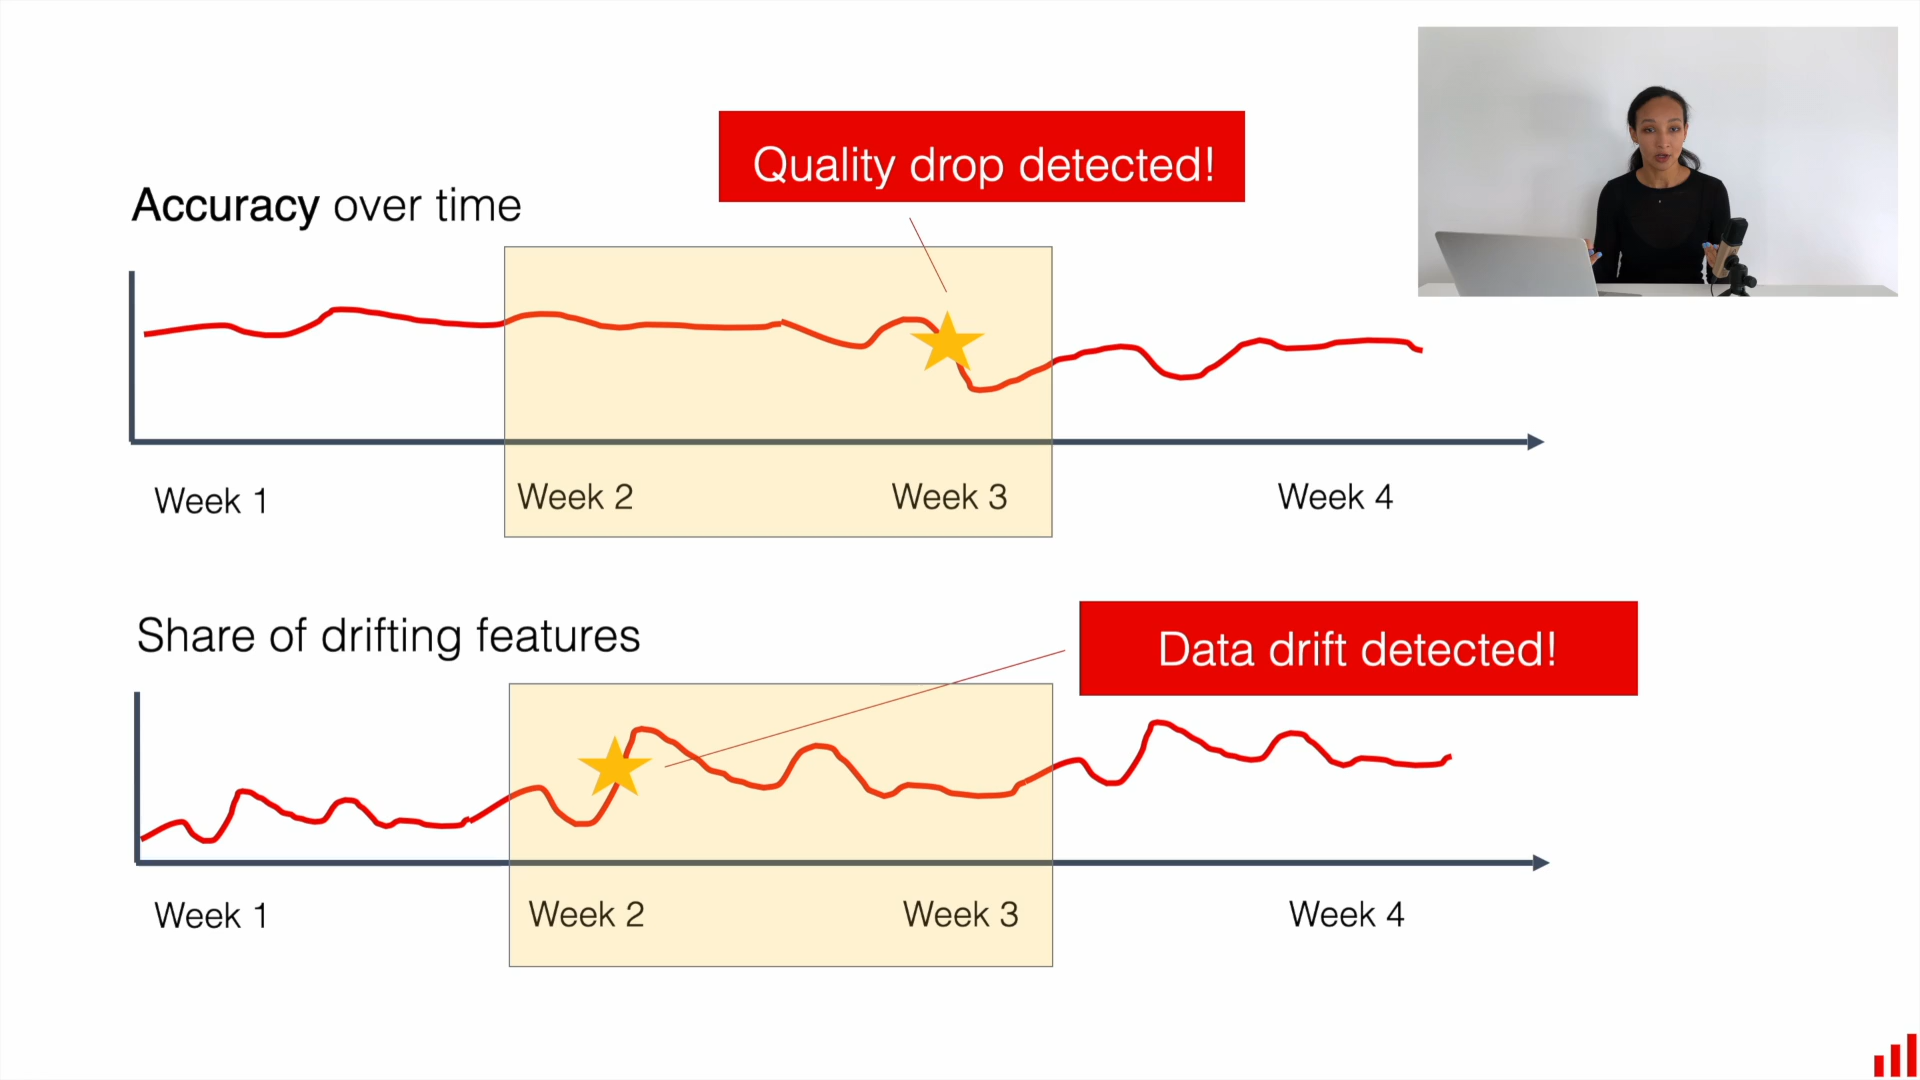 Quality drop detected!
Accuracy over time
Week 1
Week 2
Week 3
Week 4
Share of drifting features
Data drift detected!
Week 1
Week 2
Week 3
Week 4